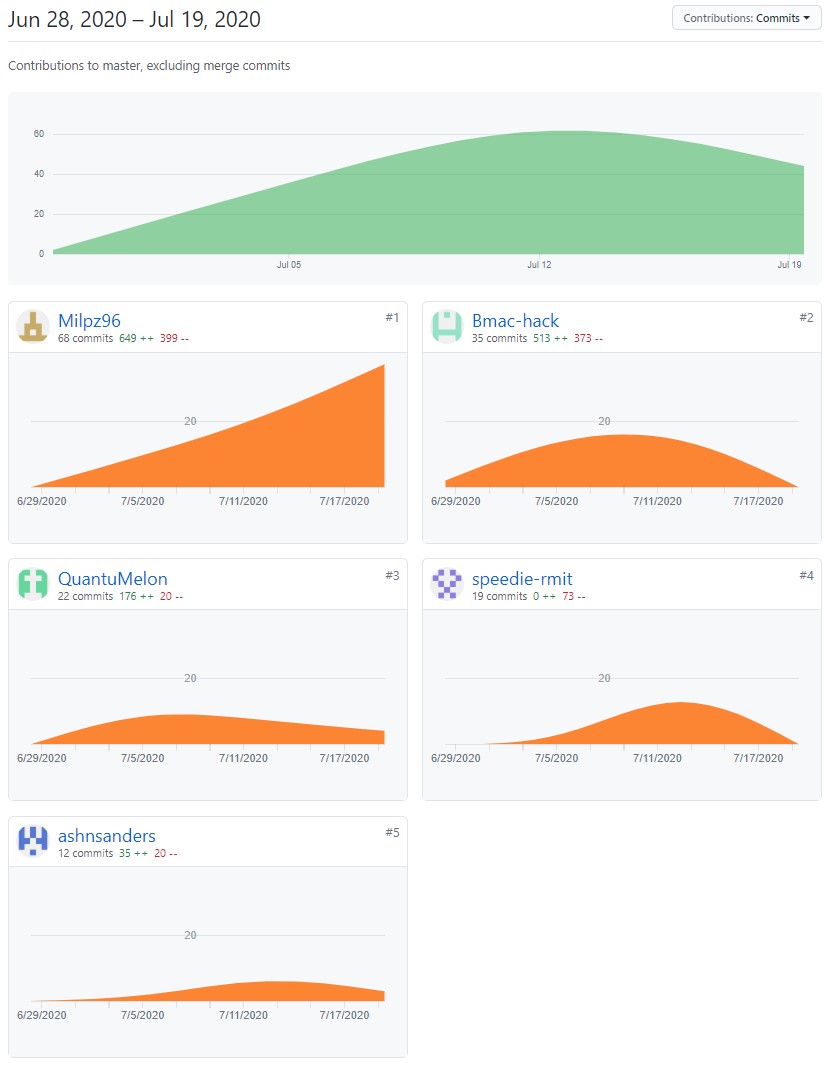 Jun 28, 2020 – Jul 19, 2020
Contributions: Commits
Contributions to master, excluding merge commits
60
40
20
0
Jul 05 Jul 12 Jul 19
Milpz96 #1
68 commits 649 ++ 399 --
20
6/29/2020 7/5/2020 7/11/2020 7/17/2020
Bmac-hack #2
35 commits 513 ++ 373 --
20
6/29/2020 7/5/2020 7/11/2020 7/17/2020
QuantuMelon #3
22 commits 176 ++ 20 --
20
6/29/2020 7/5/2020 7/11/2020 7/17/2020
speedie-rmit #4
19 commits 0 ++ 73 --
20
6/29/2020 7/5/2020 7/11/2020 7/17/2020
ashnsanders #5
12 commits 35 ++ 20 --
20
6/29/2020 7/5/2020 7/11/2020 7/17/2020